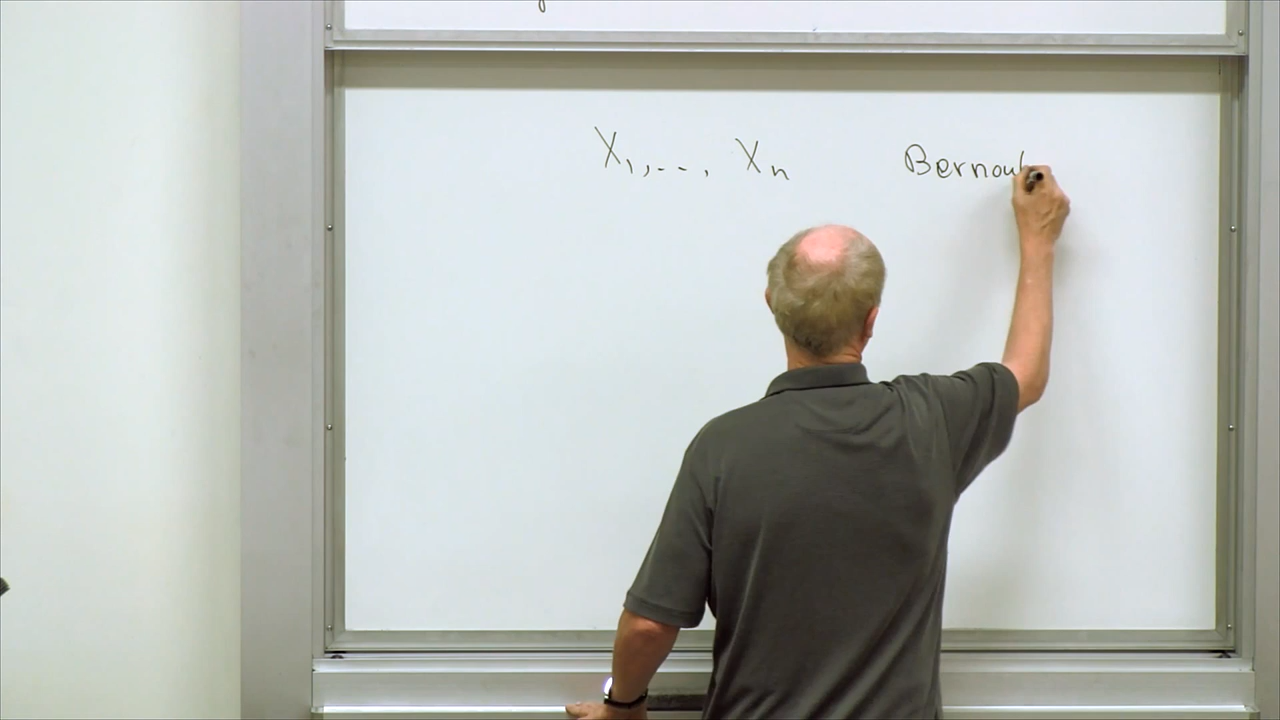 X₁, ..., Xₙ Bernoul